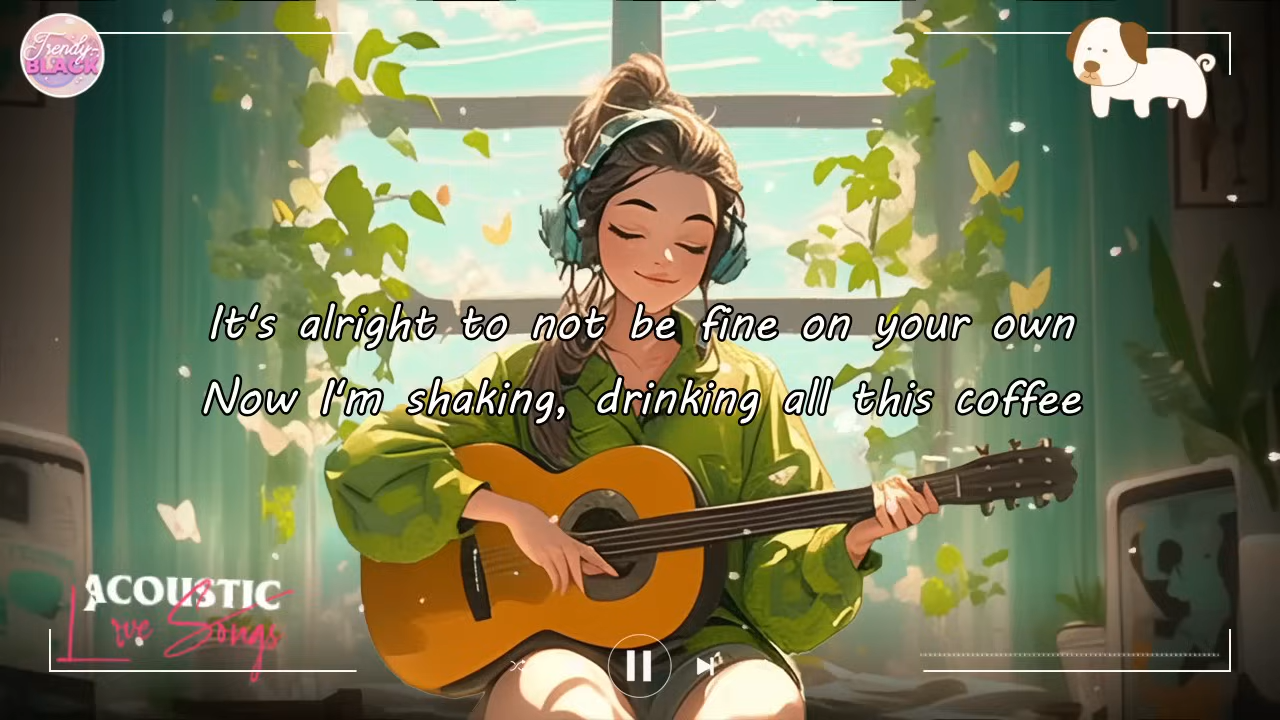 Trendy
BLACK
It's alright to not be fine on your own
Now I'm shaking, drinking all this coffee
ACOUSTIC
Love Songs